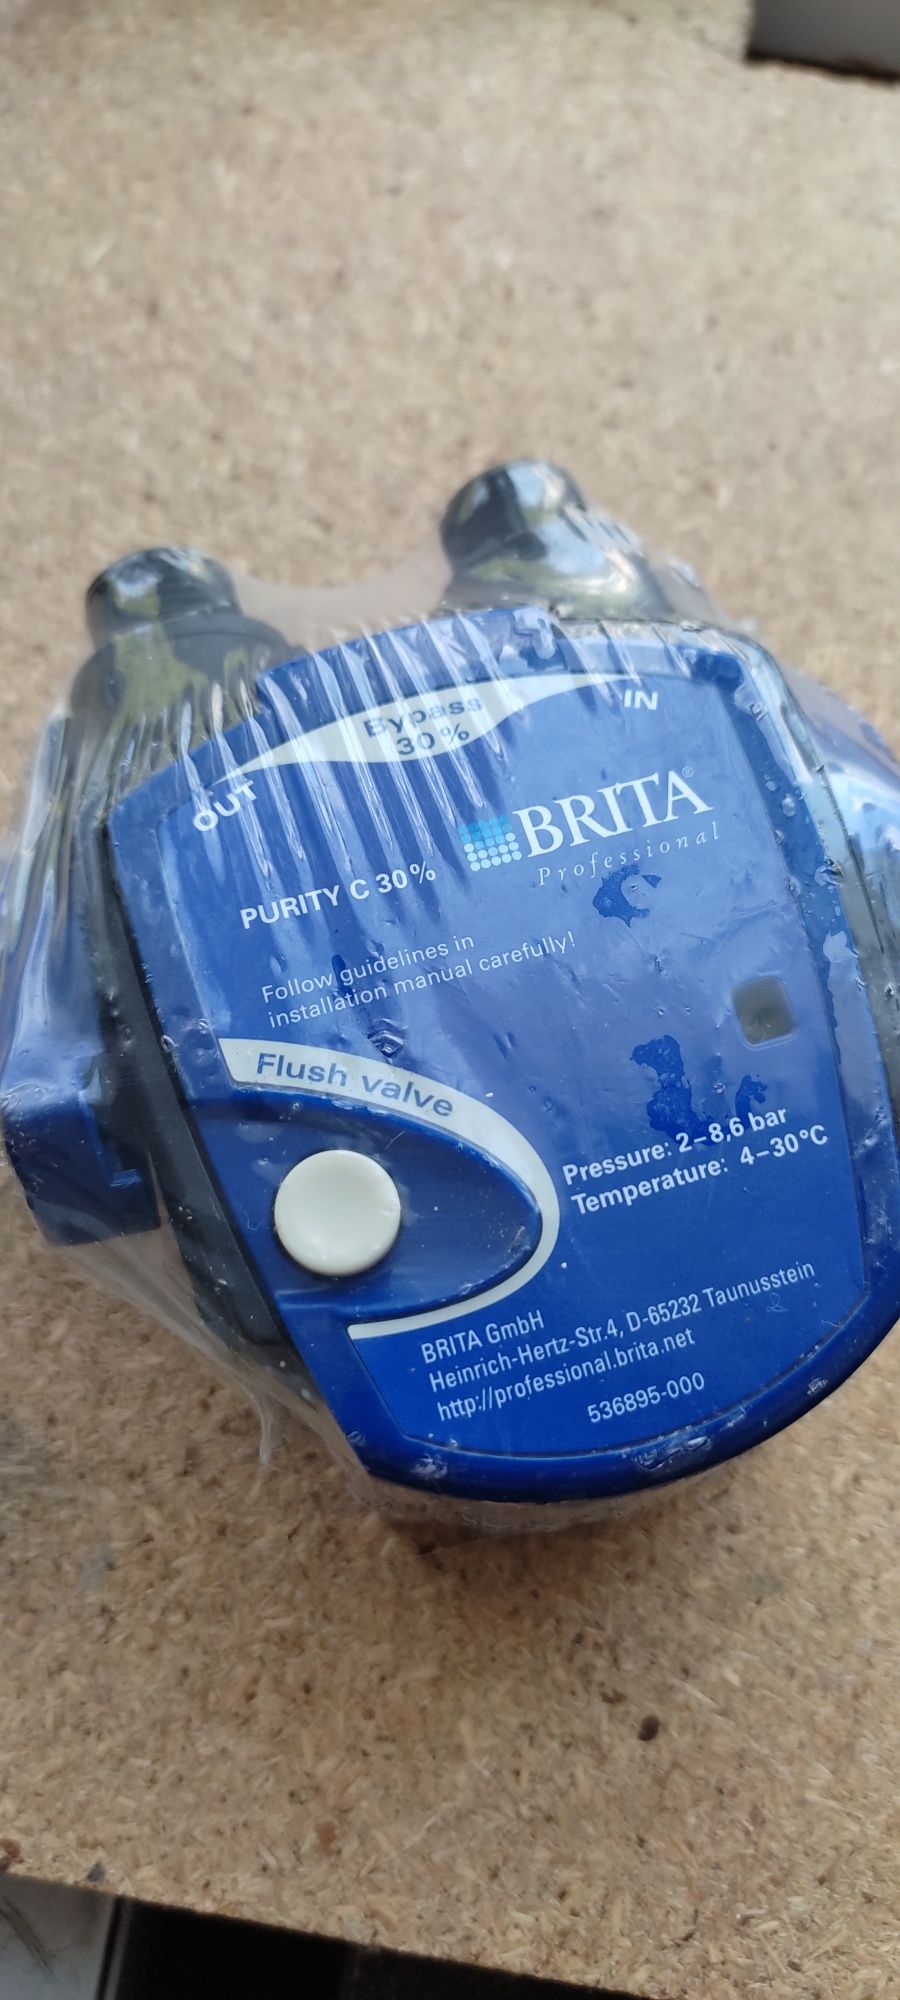 IN
Bypass
30%
OUT
BRITA®
Professional
PURITY C 30%
Follow guidelines in
installation manual carefully!
Flush valve
Pressure: 2–8,6 bar
Temperature: 4–30°C
BRITA GmbH
Heinrich-Hertz-Str.4, D-65232 Taunusstein
http://professional.brita.net
536895-000